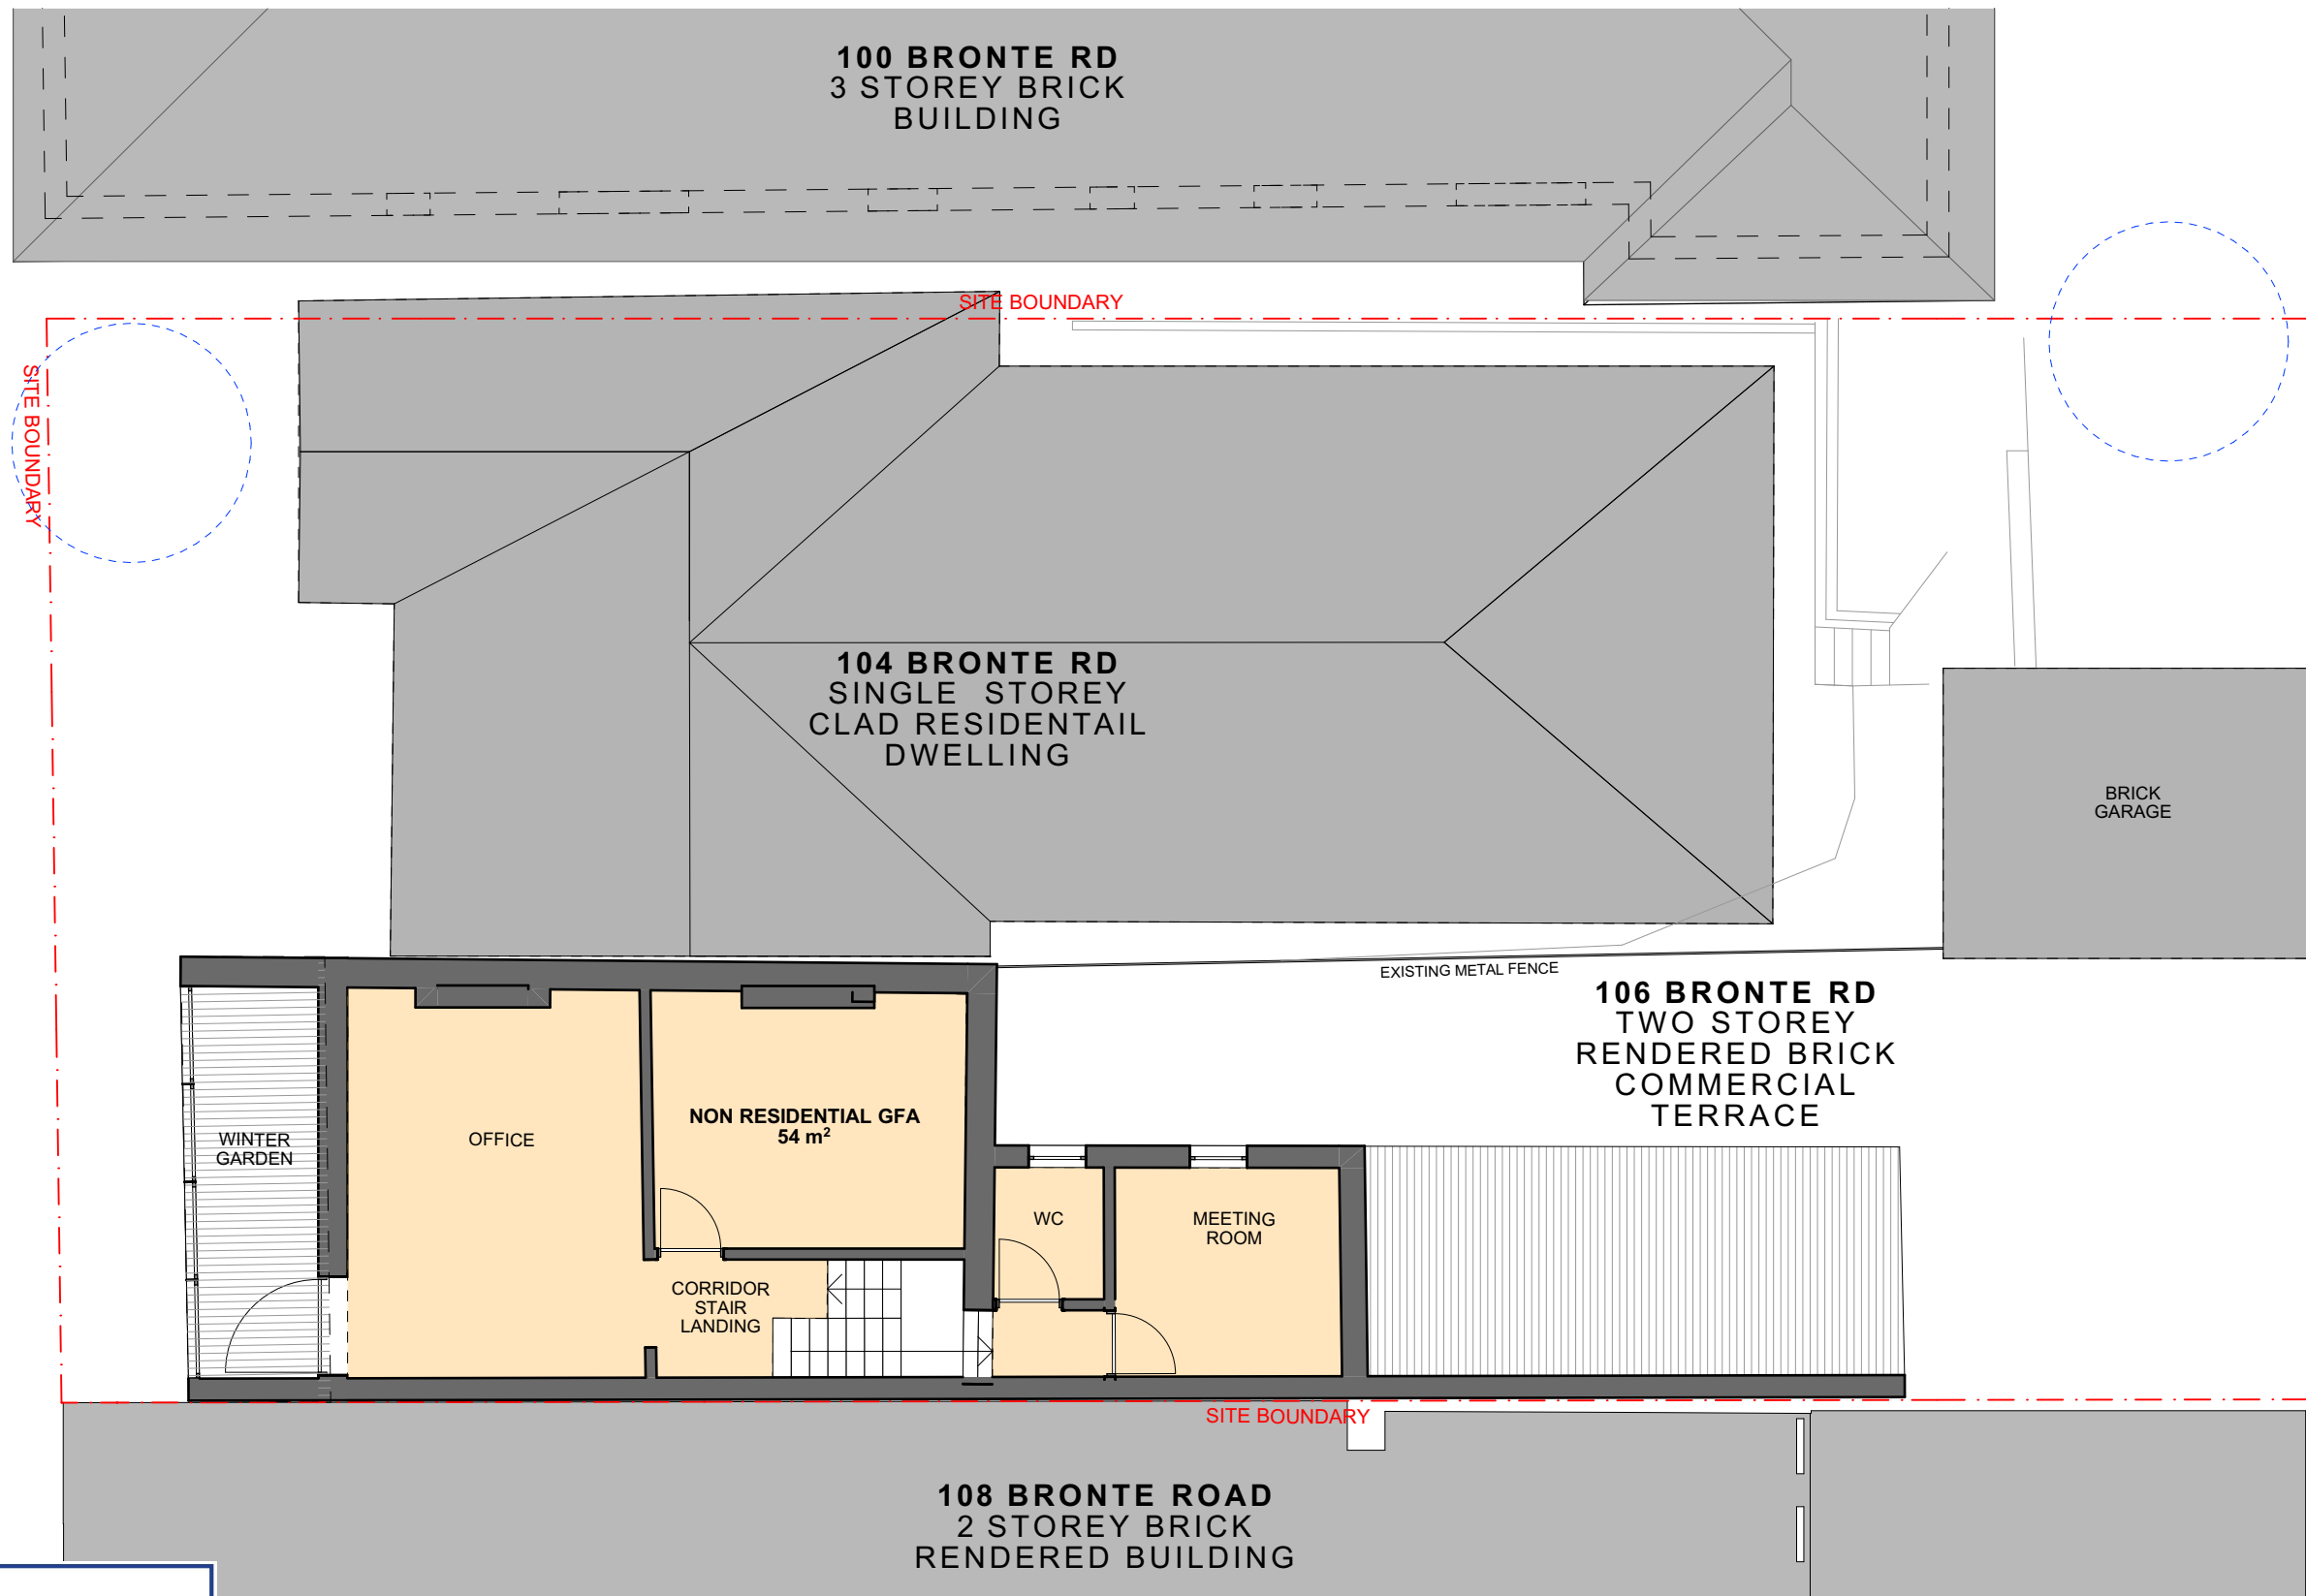 100 BRONTE RD
3 STOREY BRICK
BUILDING
SITE BOUNDARY
SITE BOUNDARY
104 BRONTE RD
SINGLE STOREY
CLAD RESIDENTAIL
DWELLING
BRICK
GARAGE
EXISTING METAL FENCE
106 BRONTE RD
TWO STOREY
RENDERED BRICK
COMMERCIAL
TERRACE
WINTER
GARDEN
OFFICE
NON RESIDENTIAL GFA
54 m²
WC
MEETING
ROOM
CORRIDOR
STAIR
LANDING
SITE BOUNDARY
108 BRONTE ROAD
2 STOREY BRICK
RENDERED BUILDING